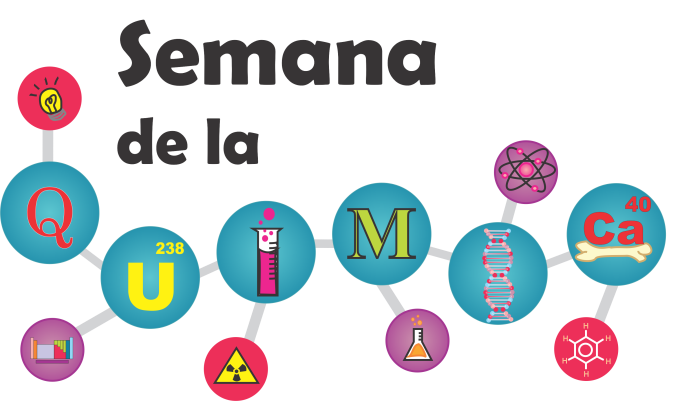 Semana
de la
Q
U 238
M
Ca 40
H
H H
H H
H